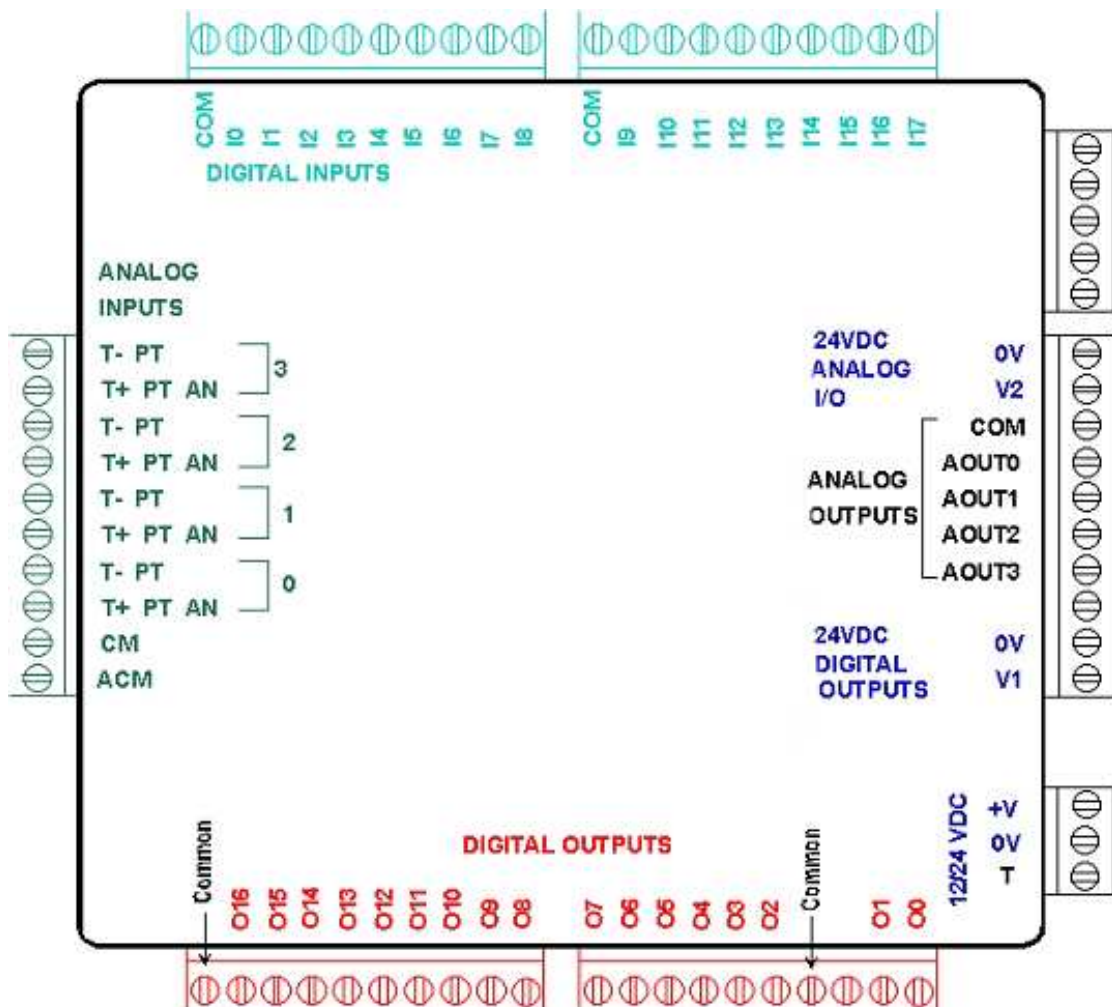 COM I0 I1 I2 I3 I4 I5 I6 I7 I8
COM I9 I10 I11 I12 I13 I14 I15 I16 I17
DIGITAL INPUTS
ANALOG
INPUTS
T- PT
T+ PT AN
3
T- PT
T+ PT AN
2
T- PT
T+ PT AN
1
T- PT
T+ PT AN
0
CM
ACM
24VDC
ANALOG
I/O
0V
V2
ANALOG
OUTPUTS
COM
AOUT0
AOUT1
AOUT2
AOUT3
24VDC
DIGITAL
OUTPUTS
0V
V1
12/24 VDC
+V
0V
T
DIGITAL OUTPUTS
Common O16 O15 O14 O13 O12 O11 O10 O9 O8
O7 O6 O5 O4 O3 O2 Common O1 O0